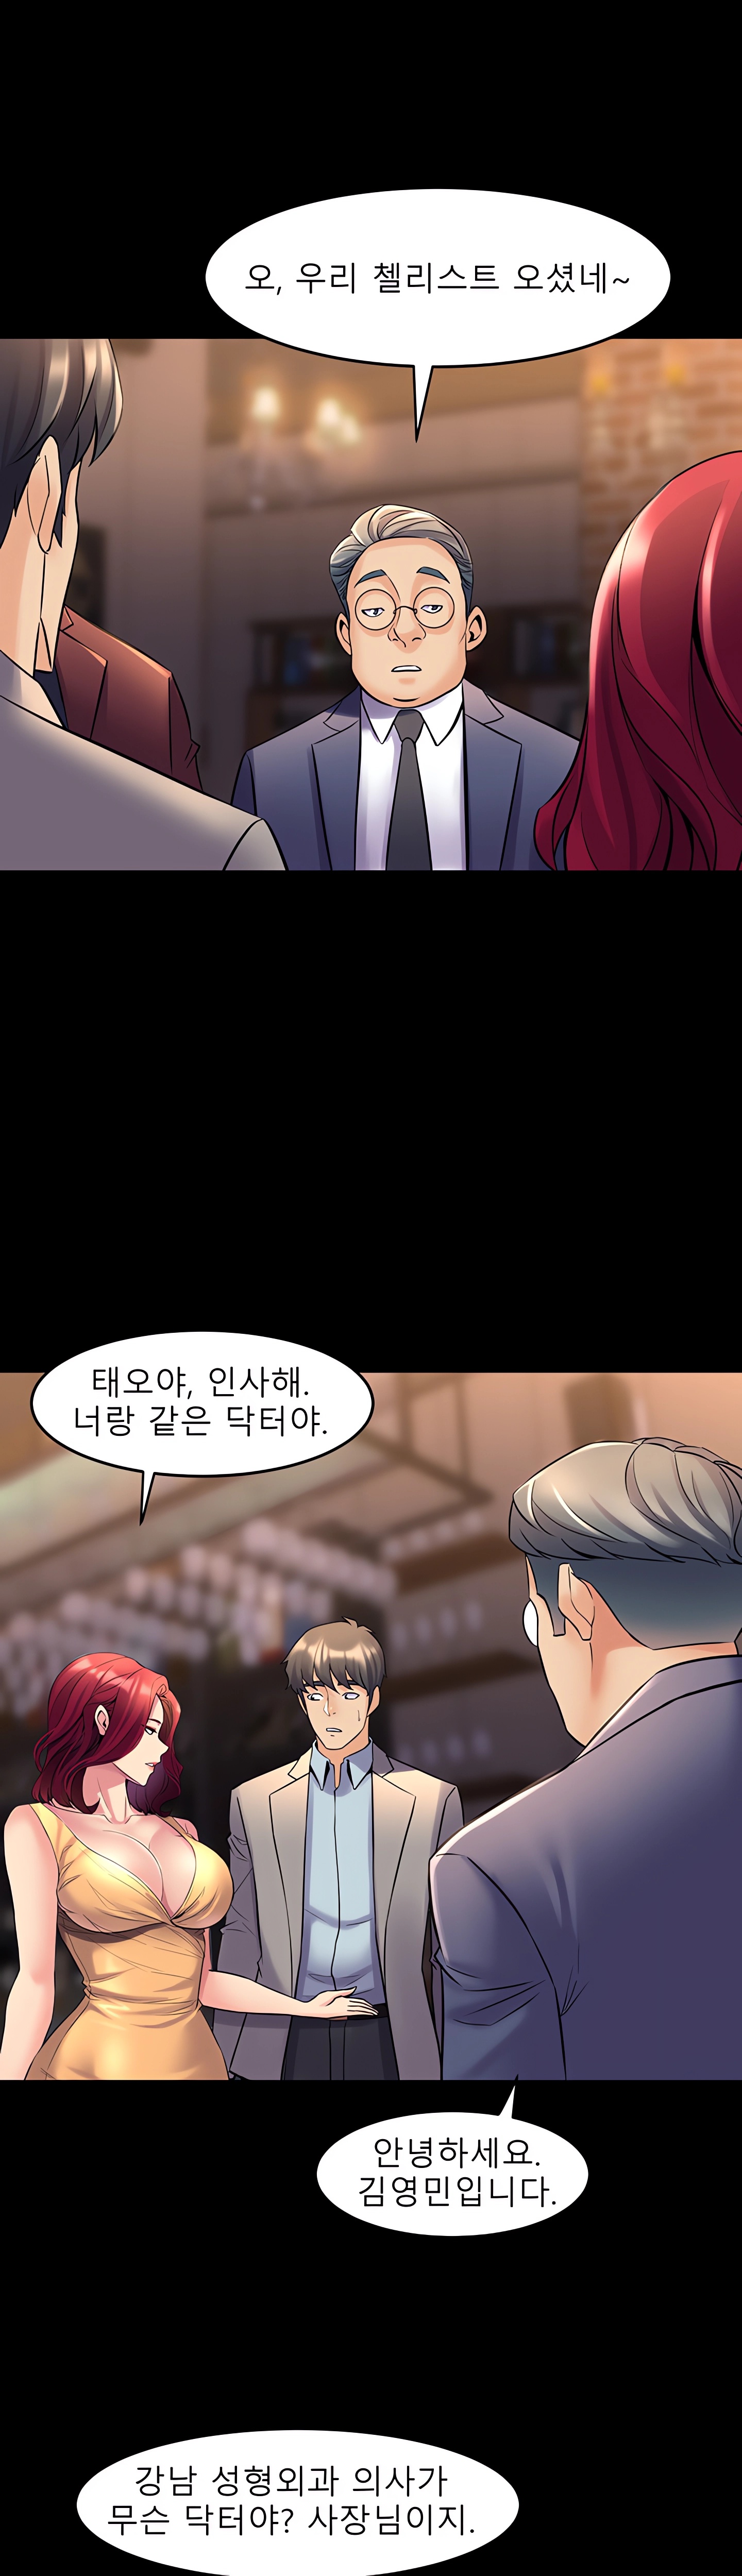 오, 우리 첼리스트 오셨네~
태오야, 인사해.
너랑 같은 닥터야.
안녕하세요.
김영민입니다.
강남 성형외과 의사가
무슨 닥터야? 사장님이지.